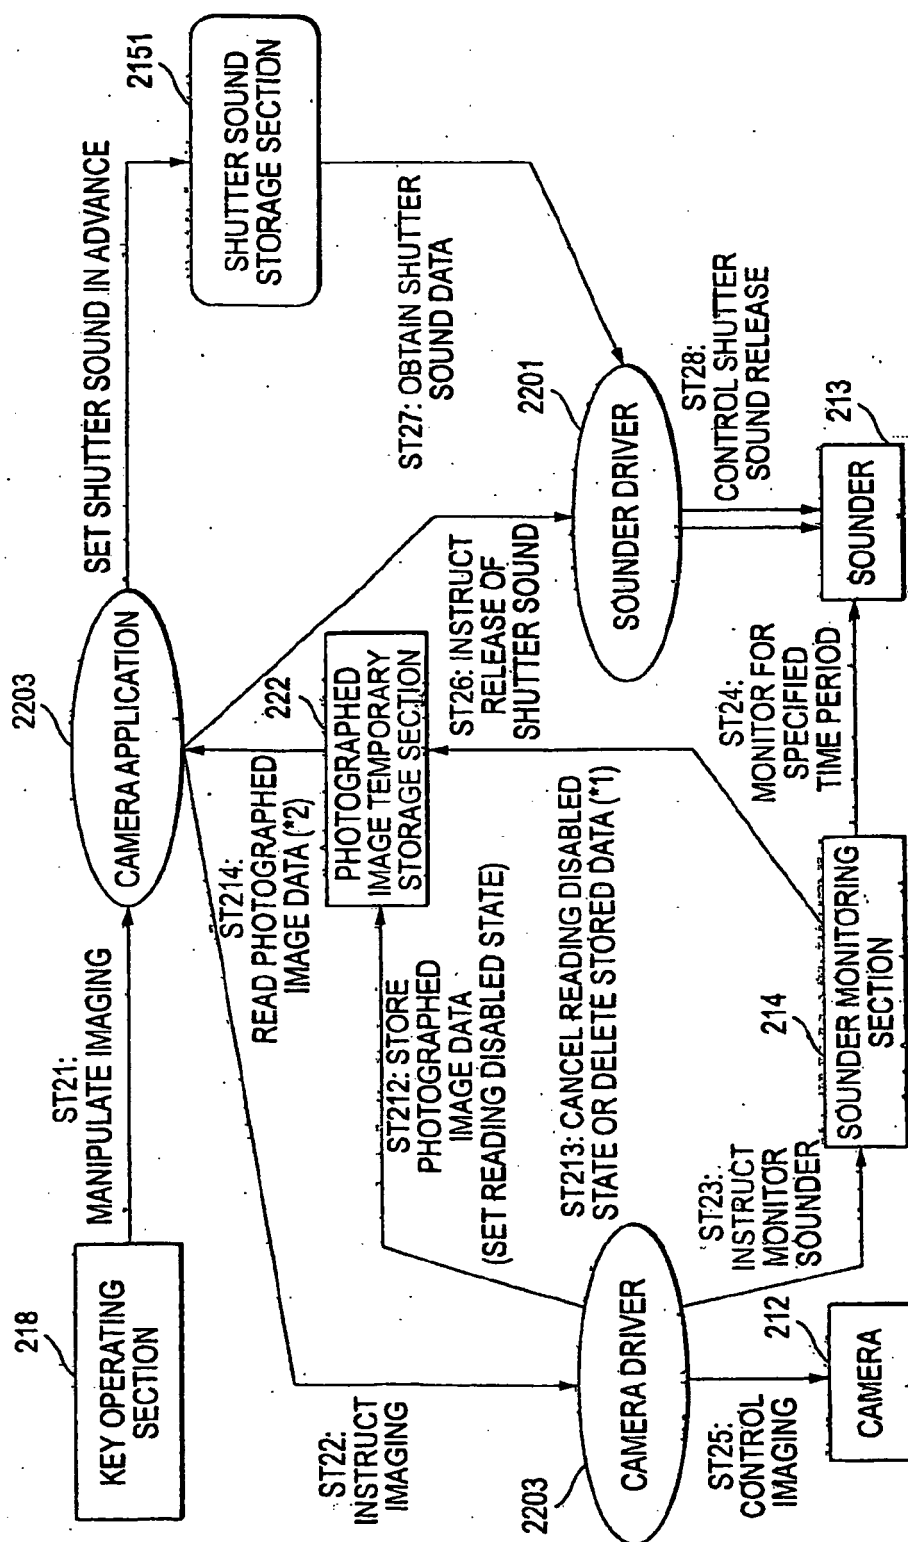 218
KEY OPERATING
SECTION
ST21:
MANIPULATE IMAGING
2203
CAMERA APPLICATION
SET SHUTTER SOUND IN ADVANCE
2151
SHUTTER SOUND
STORAGE SECTION
ST22:
INSTRUCT
IMAGING
ST214:
READ PHOTOGRAPHED
IMAGE DATA (*2)
222
PHOTOGRAPHED
IMAGE TEMPORARY
STORAGE SECTION
ST212: STORE
PHOTOGRAPHED
IMAGE DATA
(SET READING DISABLED STATE)
ST26: INSTRUCT
RELEASE OF
SHUTTER SOUND
ST27: OBTAIN SHUTTER
SOUND DATA
ST213: CANCEL READING DISABLED
STATE OR DELETE STORED DATA (*1)
2203
CAMERA DRIVER
2201
SOUNDER DRIVER
ST25:
CONTROL
IMAGING
212
CAMERA
ST23:
INSTRUCT
MONITOR
SOUNDER
214
SOUNDER MONITORING
SECTION
ST24:
MONITOR FOR
SPECIFIED
TIME PERIOD
ST28:
CONTROL SHUTTER
SOUND RELEASE
213
SOUNDER